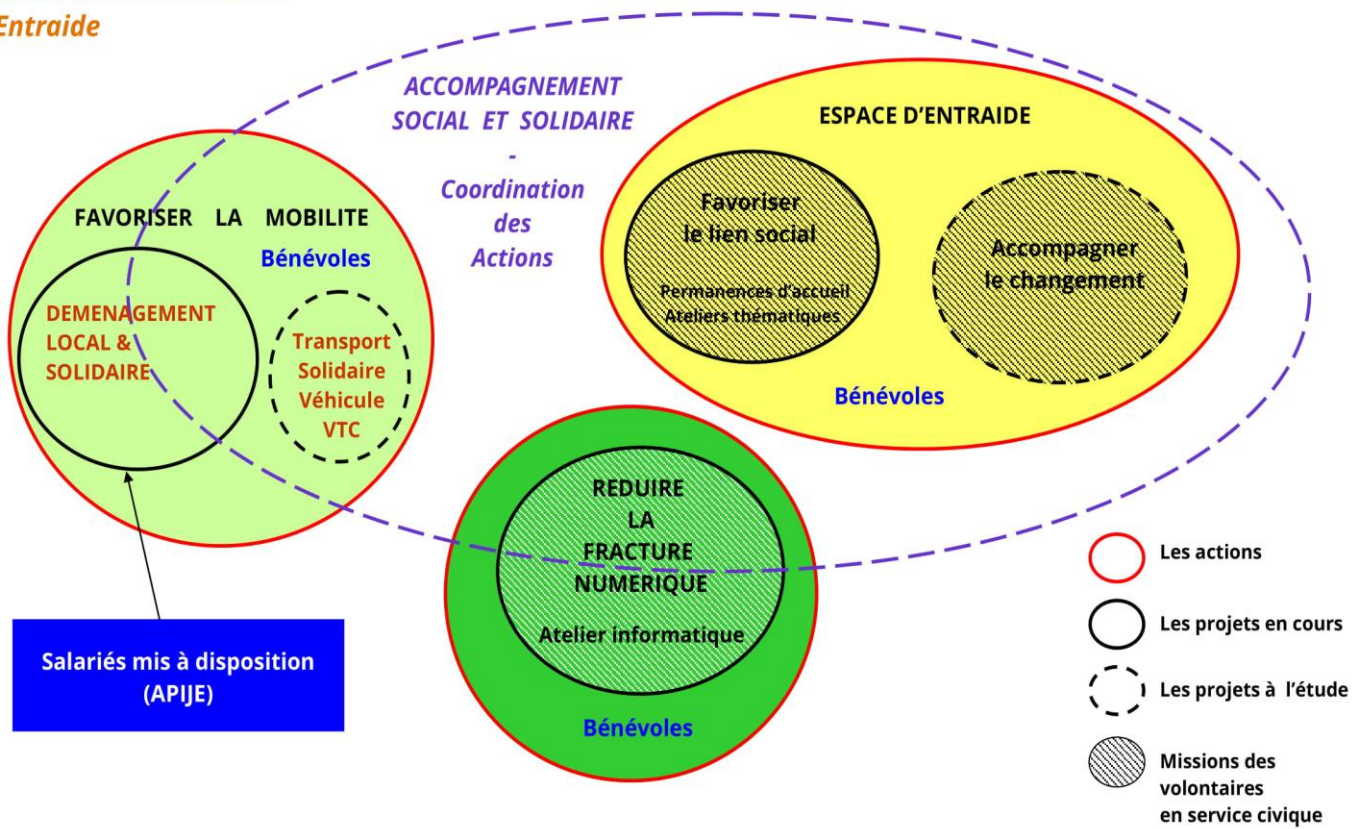 Entraide
ACCOMPAGNEMENT
SOCIAL ET SOLIDAIRE
-
Coordination
des
Actions
ESPACE D'ENTRAIDE
Favoriser
le lien social
Permanences d'accueil
Ateliers thématiques
Accompagner
le changement
Bénévoles
FAVORISER LA MOBILITE
Bénévoles
DEMENAGEMENT
LOCAL &
SOLIDAIRE
Transport
Solidaire
Véhicule
VTC
REDUIRE
LA
FRACTURE
NUMERIQUE
Atelier informatique
Bénévoles
Salariés mis à disposition
(APIJE)
Les actions
Les projets en cours
Les projets à l'étude
Missions des
volontaires
en service civique